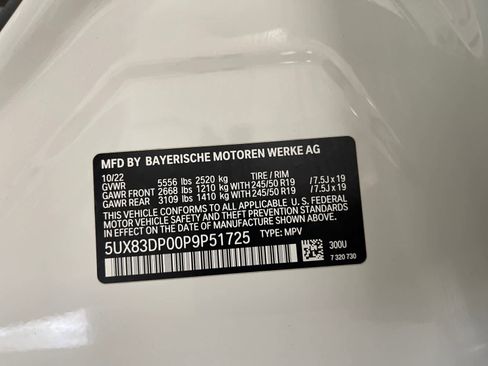 MFD BY BAYERISCHE MOTOREN WERKE AG
10/22
GVWR 5556 lbs 2520 kg TIRE / RIM
GAWR FRONT 2668 lbs 1210 kg WITH 245/50 R19 / 7.5J x 19
GAWR REAR 3109 lbs 1410 kg WITH 245/50 R19 / 7.5J x 19
THIS VEHICLE CONFORMS TO ALL APPLICABLE U. S. FEDERAL
MOTOR VEHICLE SAFETY AND THEFT PREVENTION STANDARDS
IN EFFECT ON THE DATE OF MANUFACTURE SHOWN ABOVE.
5UX83DP00P9P51725 TYPE: MPV
300U
7 320 730